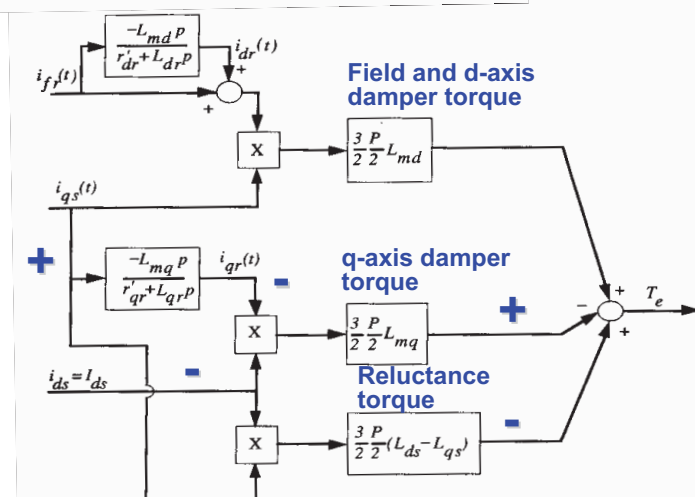 -L_md p
r'_dr+L_dr p
i_dr(t)
+
i_fr(t)
+
Field and d-axis
damper torque
X
3/2 P/2 L_md
i_qs(t)
+
-L_mq p
r'_qr+L_qr p
i_qr(t)
-
q-axis damper
torque
+
-
+
T_e
+
X
3/2 P/2 L_mq
i_ds=I_ds
-
Reluctance
torque
-
X
3/2 P/2 (L_ds-L_qs)